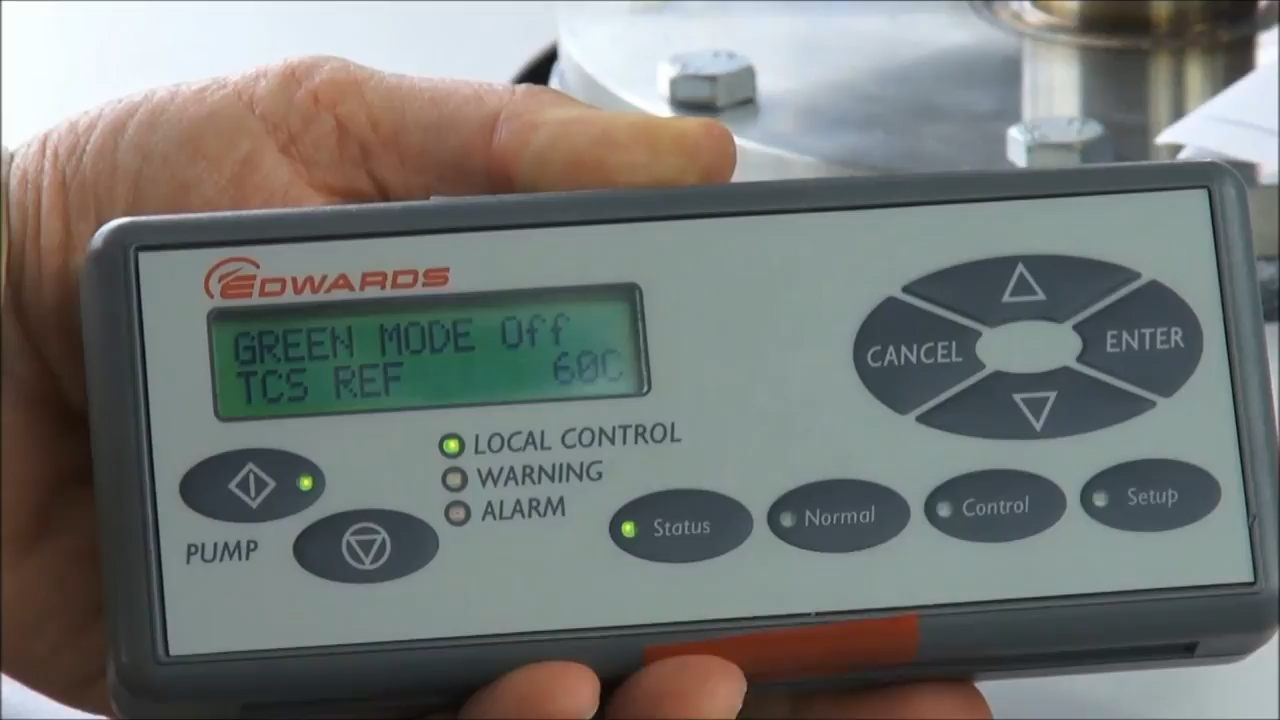 EDWARDS
GREEN MODE Off
TCS REF 60C
CANCEL
ENTER
LOCAL CONTROL
WARNING
ALARM
PUMP
Status
Normal
Control
Setup